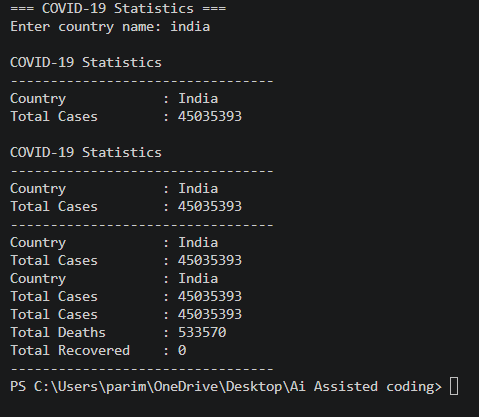 === COVID-19 Statistics ===
Enter country name: india
COVID-19 Statistics
---------------------------------
Country            : India
Total Cases        : 45035393
COVID-19 Statistics
---------------------------------
Country            : India
Total Cases        : 45035393
---------------------------------
Country            : India
Total Cases        : 45035393
Country            : India
Total Cases        : 45035393
Total Cases        : 45035393
Total Deaths       : 533570
Total Recovered    : 0
---------------------------------
PS C:\Users\parim\OneDrive\Desktop\Ai Assisted coding>